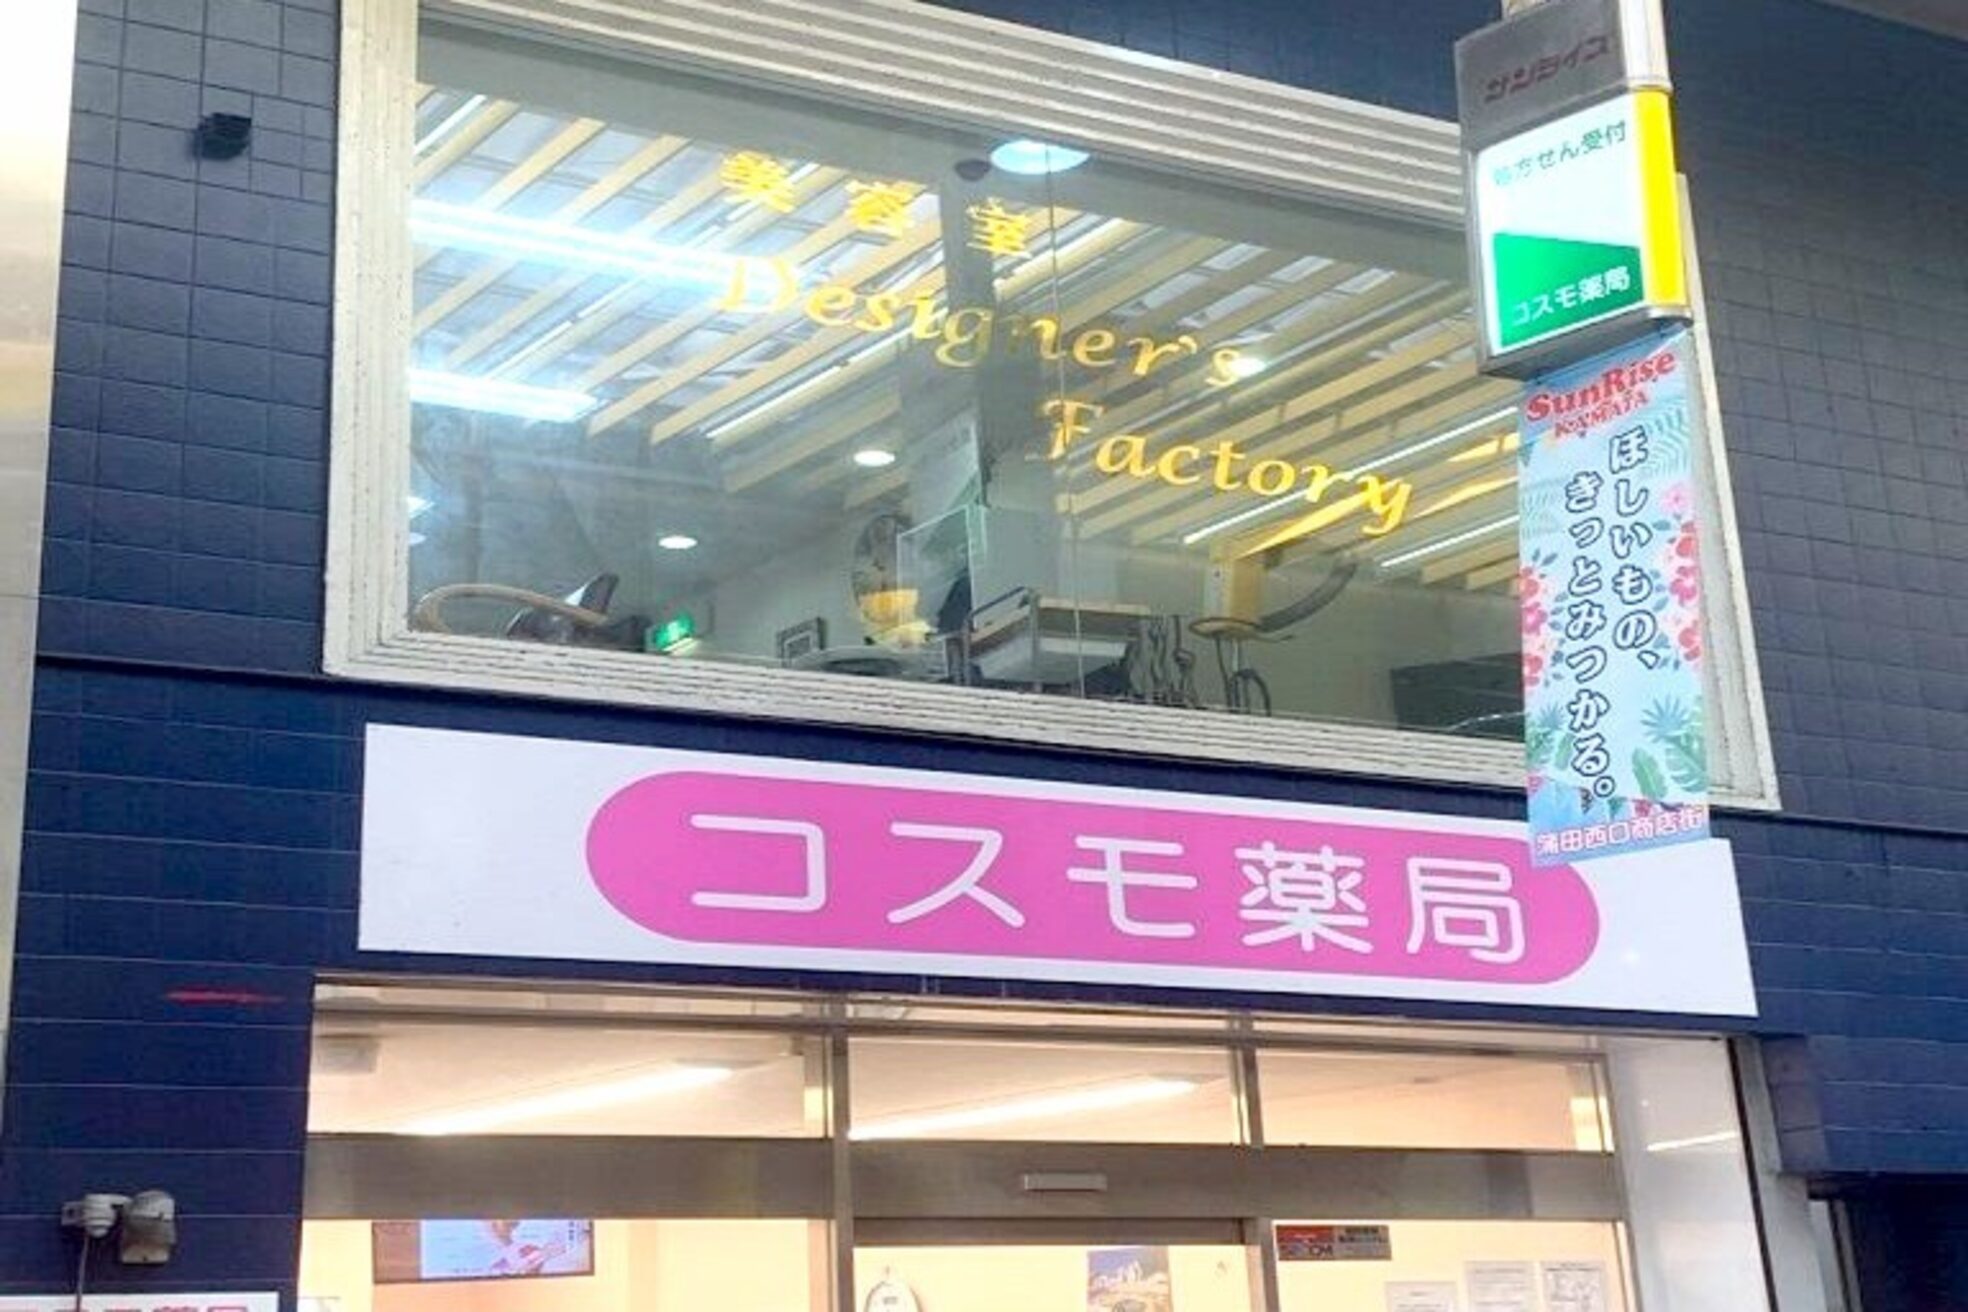 サンライズ
処方せん受付
コスモ薬局
美容室
Designer's
Factory
SunRise
KAMATA
ほしいもの、
きっとみつかる。
蒲田西口商店街
コスモ薬局
SECOM